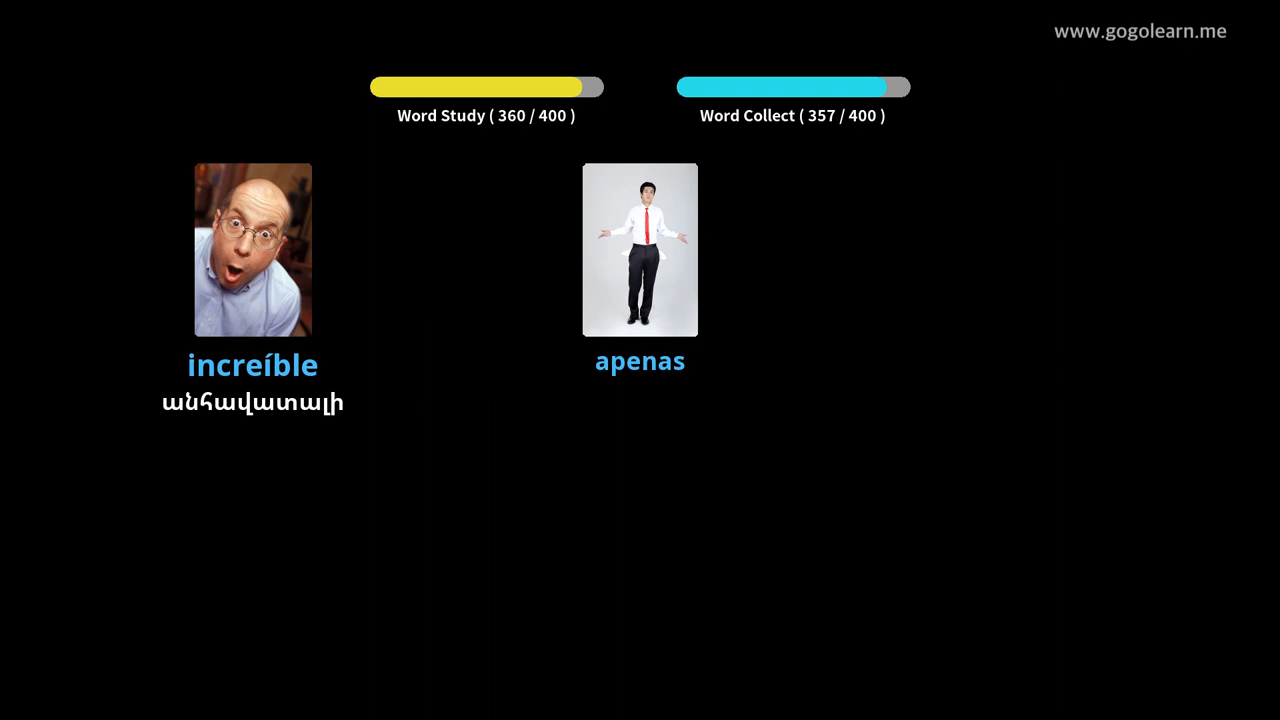 www.gogolearn.me
Word Study ( 360 / 400 )
Word Collect ( 357 / 400 )
increíble
անհավատալի
apenas